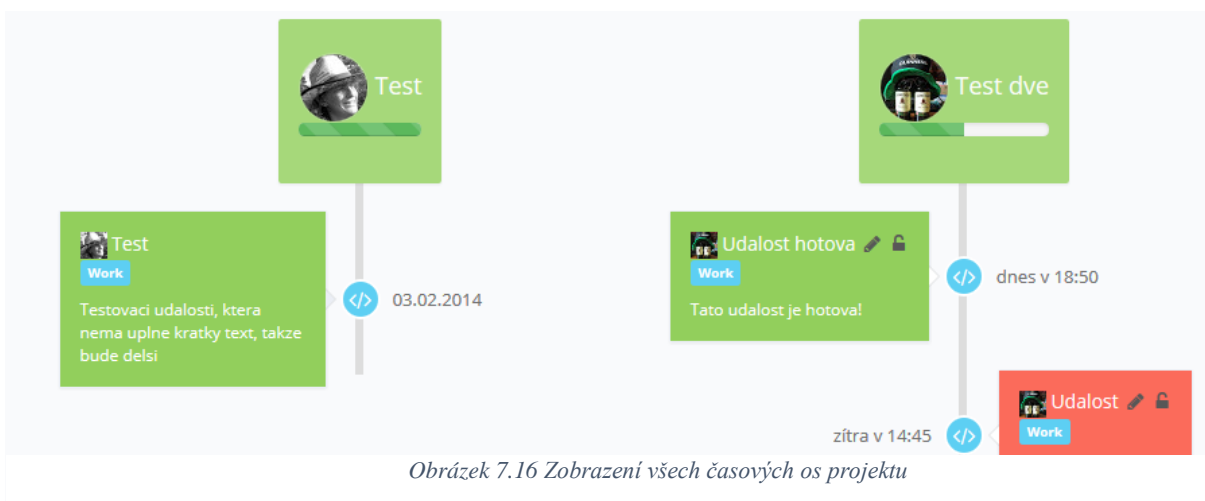 Test
Test dve
Test
Work
Testovaci udalosti, ktera
nema uplne kratky text, takze
bude delsi
03.02.2014
Udalost hotova
Work
Tato udalost je hotova!
dnes v 18:50
zítra v 14:45
Udalost
Work
Obrázek 7.16 Zobrazení všech časových os projektu